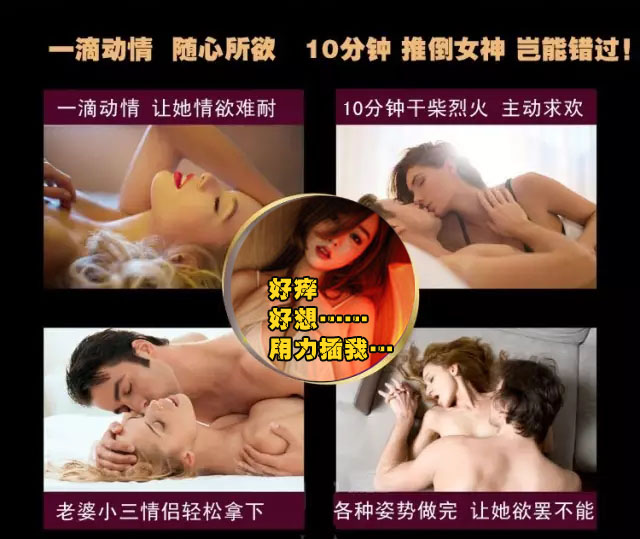 一滴动情 随心所欲 10分钟 推倒女神 岂能错过!
一滴动情 让她情欲难耐
10分钟干柴烈火 主动求欢
好痒
好想……
用力插我…
老婆小三情侣轻松拿下
各种姿势做完 让她欲罢不能